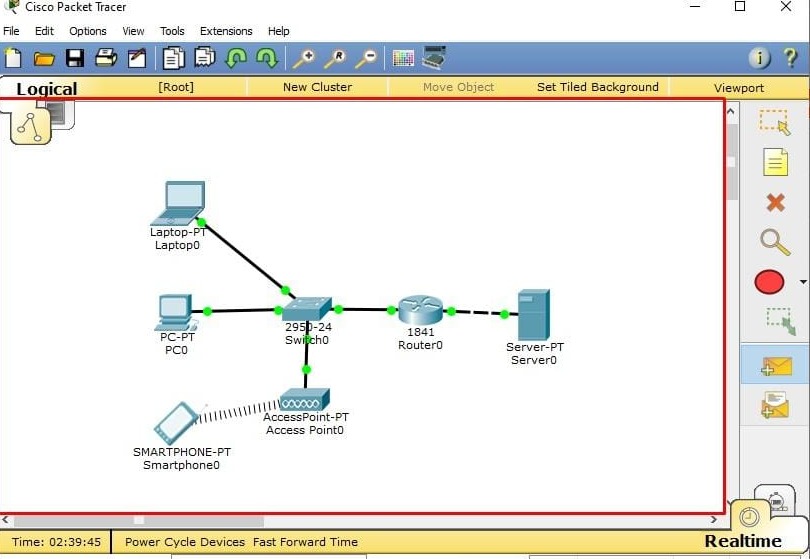 Cisco Packet Tracer
File Edit Options View Tools Extensions Help
Logical [Root] New Cluster Move Object Set Tiled Background Viewport
Laptop-PT
Laptop0
PC-PT
PC0
2950-24
Switch0
1841
Router0
Server-PT
Server0
AccessPoint-PT
Access Point0
SMARTPHONE-PT
Smartphone0
Time: 02:39:45 Power Cycle Devices Fast Forward Time Realtime